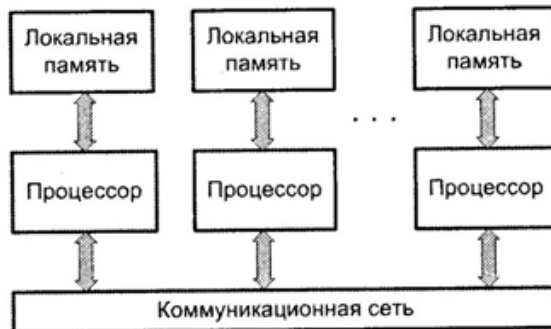 Локальная
память
Локальная
память
Локальная
память
. . .
Процессор
Процессор
Процессор
Коммуникационная сеть